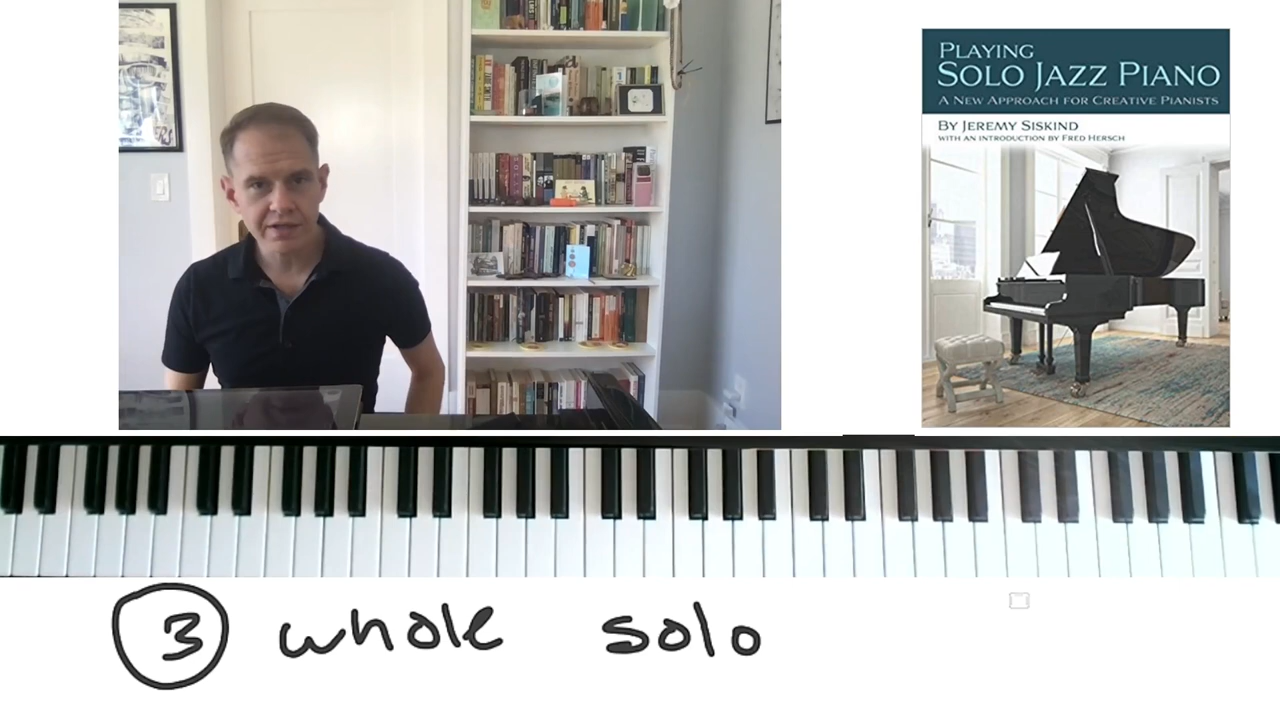 PLAYING
SOLO JAZZ PIANO
A NEW APPROACH FOR CREATIVE PIANISTS
BY JEREMY SISKIND
WITH AN INTRODUCTION BY FRED HERSCH
3 whole solo